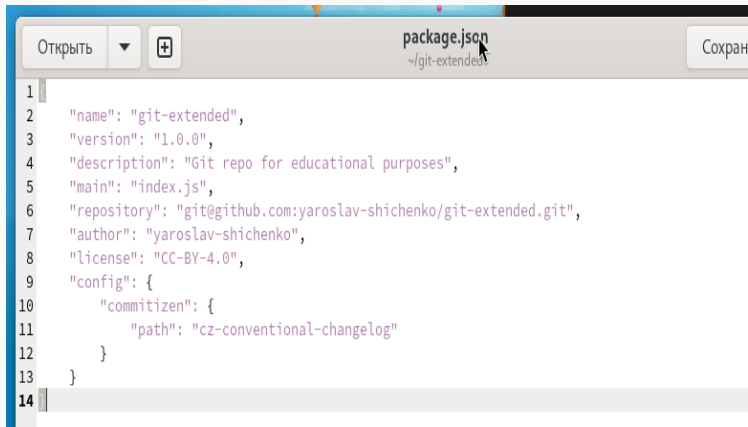 Открыть
package.json
~/git-extended
Сохран
1 {
2 "name": "git-extended",
3 "version": "1.0.0",
4 "description": "Git repo for educational purposes",
5 "main": "index.js",
6 "repository": "git@github.com:yaroslav-shichenko/git-extended.git",
7 "author": "yaroslav-shichenko",
8 "license": "CC-BY-4.0",
9 "config": {
10 "commitizen": {
11 "path": "cz-conventional-changelog"
12 }
13 }
14 }